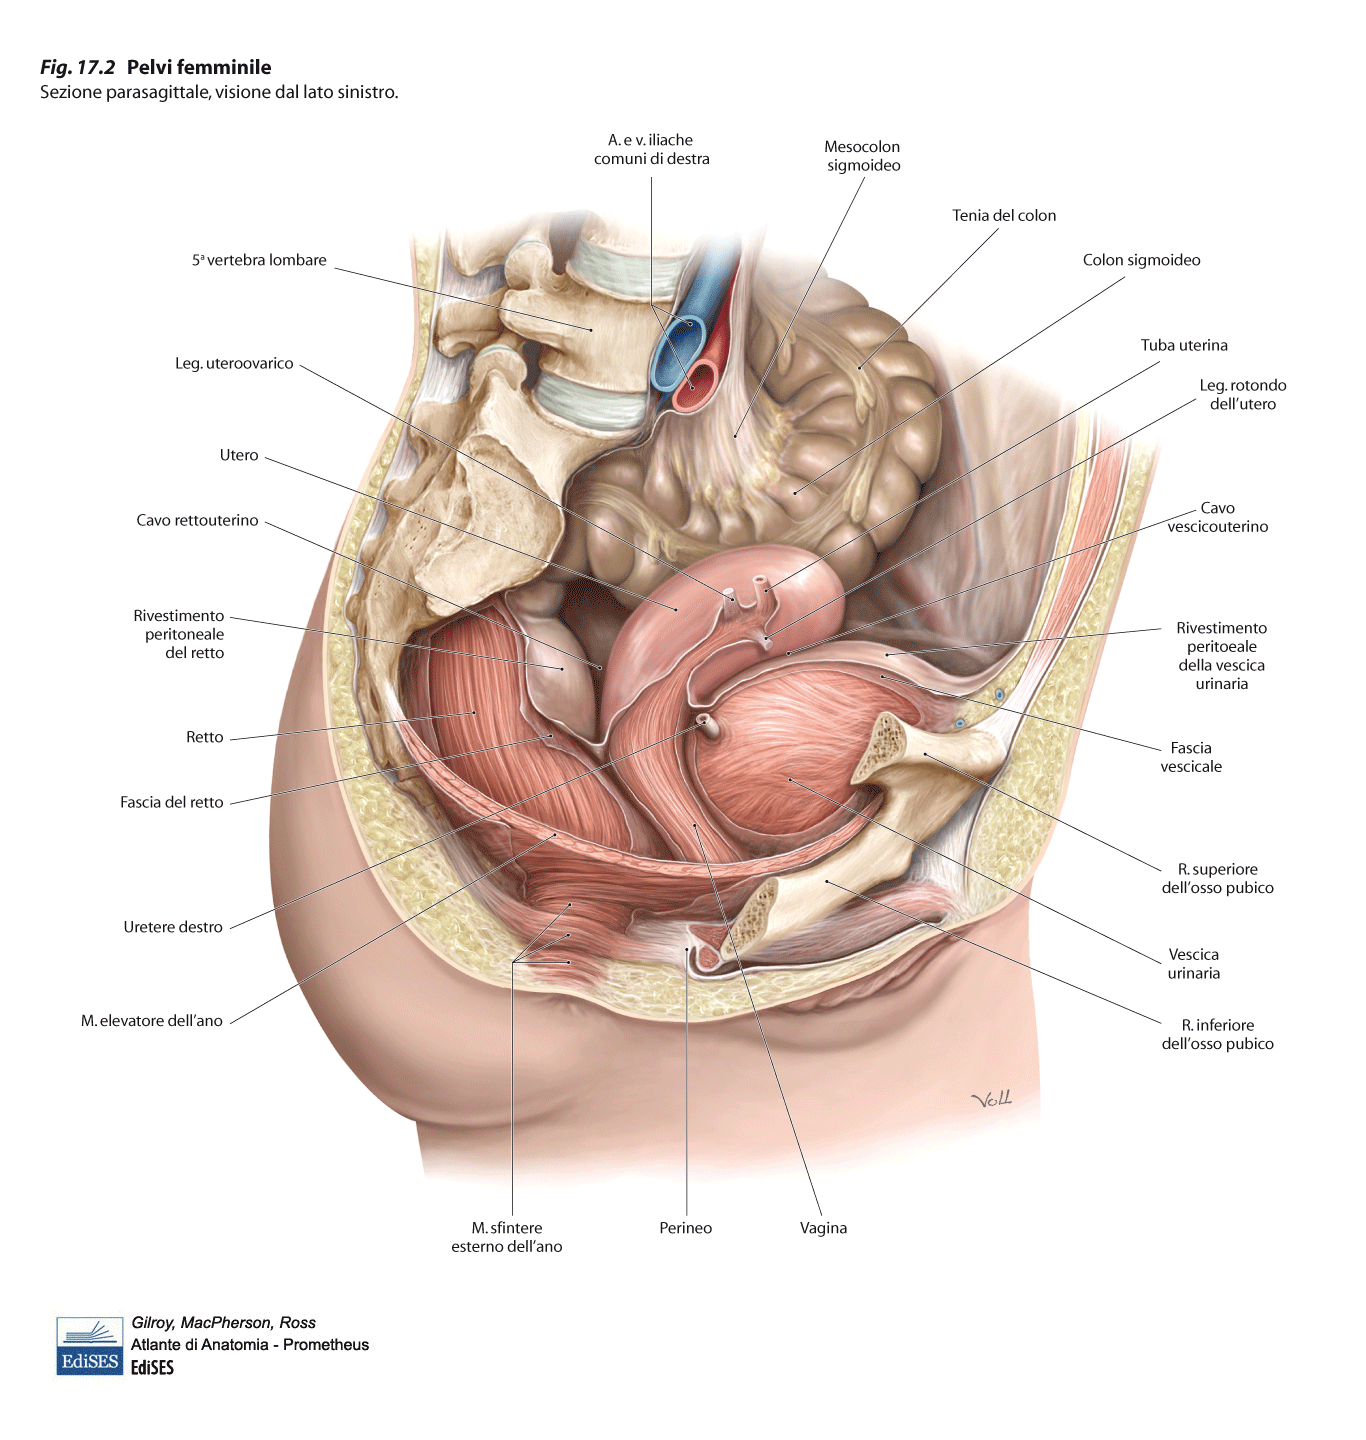 Fig. 17.2 Pelvi femminile
Sezione parasagittale, visione dal lato sinistro.
A. e v. iliache
comuni di destra
Mesocolon
sigmoideo
Tenia del colon
5ª vertebra lombare
Colon sigmoideo
Leg. uteroovarico
Tuba uterina
Leg. rotondo
dell'utero
Utero
Cavo rettouterino
Cavo
vescicouterino
Rivestimento
peritoneale
del retto
Rivestimento
peritoeale
della vescica
urinaria
Retto
Fascia
vescicale
Fascia del retto
R. superiore
dell'osso pubico
Uretere destro
Vescica
urinaria
M. elevatore dell'ano
R. inferiore
dell'osso pubico
Voll
M. sfintere
esterno dell'ano
Perineo
Vagina
Gilroy, MacPherson, Ross
Atlante di Anatomia - Prometheus
EdiSES
EdiSES